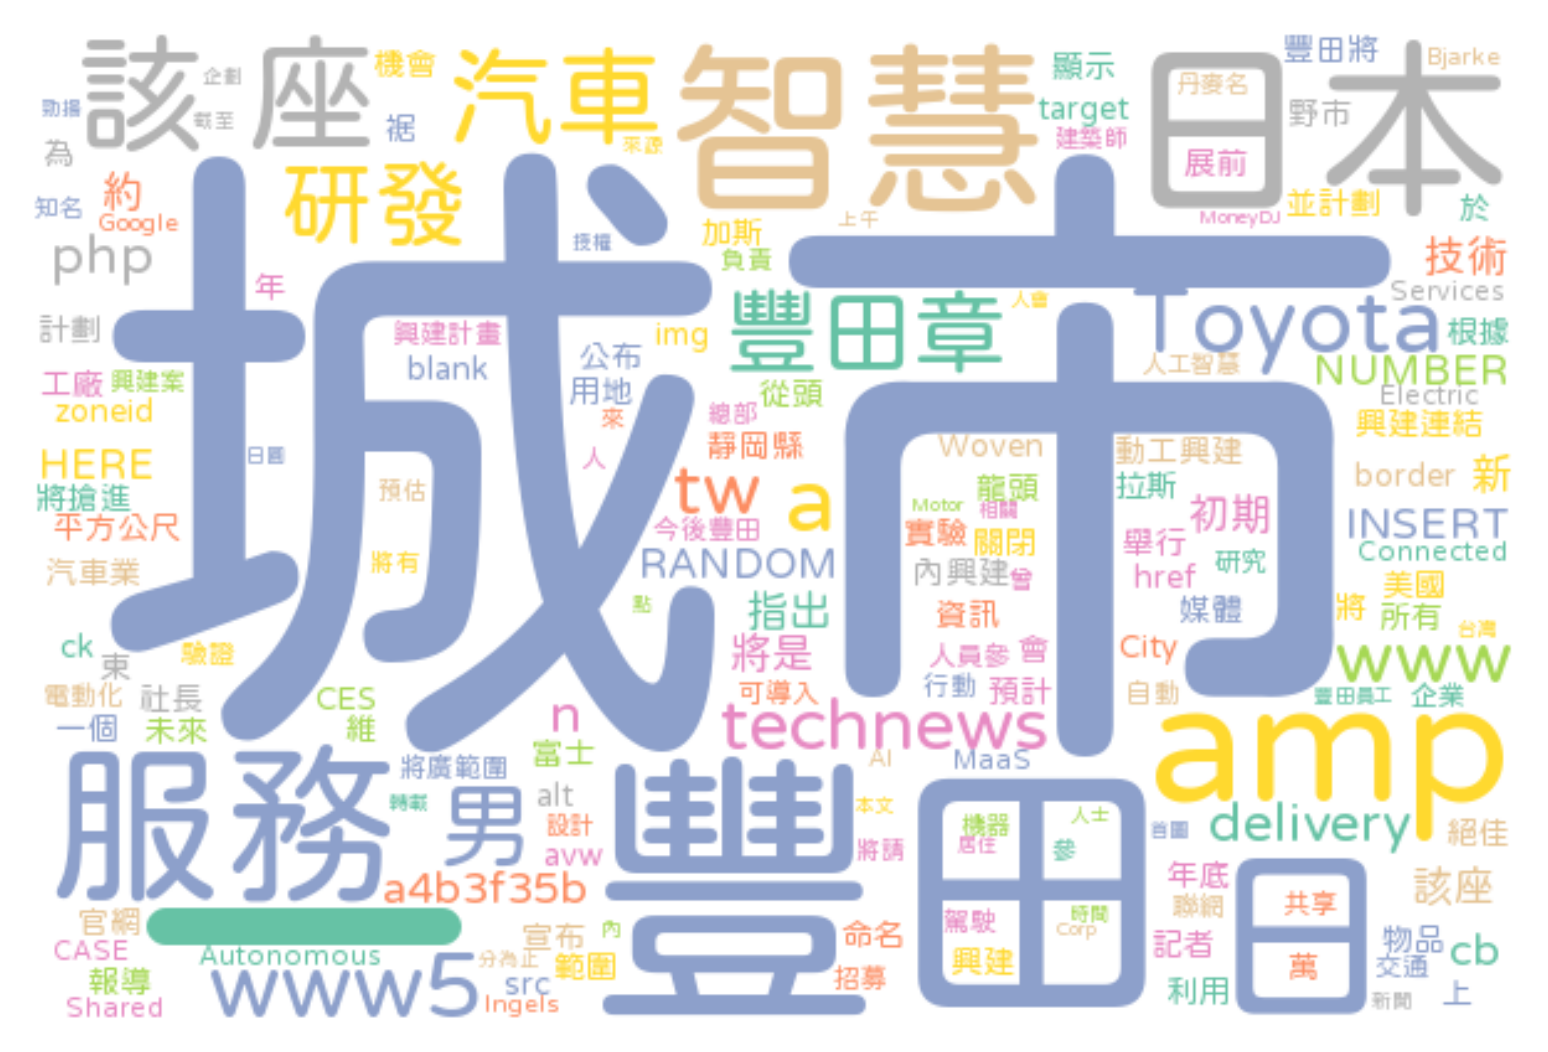 該座
企劃
機會
汽車
智慧
顯示
日本
豐田將
Bjarke
丹麥名
勁揚
截至
裾
target
野市
來源
建築師
為
展前
研發
約
知名
Google
MoneyDJ
並計劃
於
上午
加斯
授權
php
負責
技術
年
Services
人會
豐田章
Toyota
計劃
興建計畫
img
根據
公布
人工智慧
blank
NUMBER
工廠
興建案
用地
從頭
Electric
zoneid
來
總部
興建連結
靜岡縣
Woven
動工興建
城市
日圓
人
HERE
border
新
將搶進
預估
tw
a
龍頭
拉斯
Motor
相關
初期
平方公尺
今後豐田
實驗
關閉
INSERT
舉行
Connected
將有
RANDOM
內興建
曾
研究
汽車業
href
美國
點
指出
資訊
媒體
將
所有
台灣
ck
驗證
將是
人員參
會
City
www
束
電動化
社長
CES
可導入
行動
預計
自動
豐田員工
企業
一個
未來
維
n
technews
富士
AI
MaaS
amp
服務
將廣範圍
豐田
轉載
男
alt
本文
機器
人士
首圖
delivery
絕佳
設計
居住
參
avw
將請
a4b3f35b
年底
日
該座
聯網
共享
官網
駕駛
時間
Corp
CASE
宣布
內
命名
記者
物品
cb
Autonomous
分為止
範圍
興建
萬
交通
報導
www5
src
招募
利用
新聞
上
Shared
Ingels